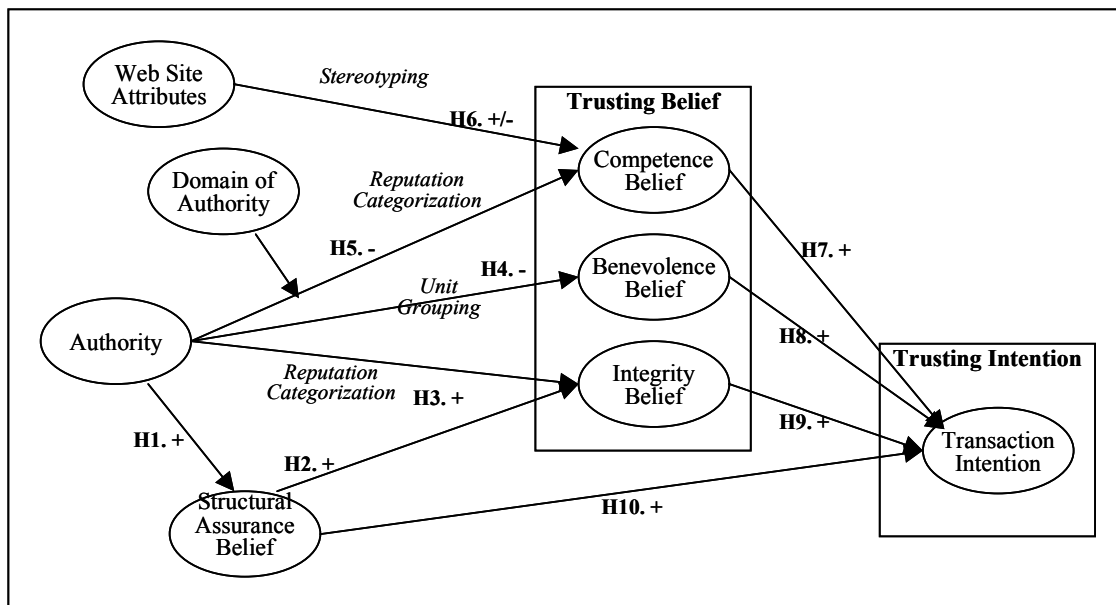 Web Site
Attributes
Stereotyping
H6. +/-
Trusting Belief
Competence
Belief
Domain of
Authority
Reputation
Categorization
H5. -
H7. +
Unit
Grouping
H4. -
Benevolence
Belief
Authority
H8. +
Reputation
Categorization
H3. +
Integrity
Belief
Trusting Intention
H1. +
H2. +
H9. +
Transaction
Intention
Structural
Assurance
Belief
H10. +